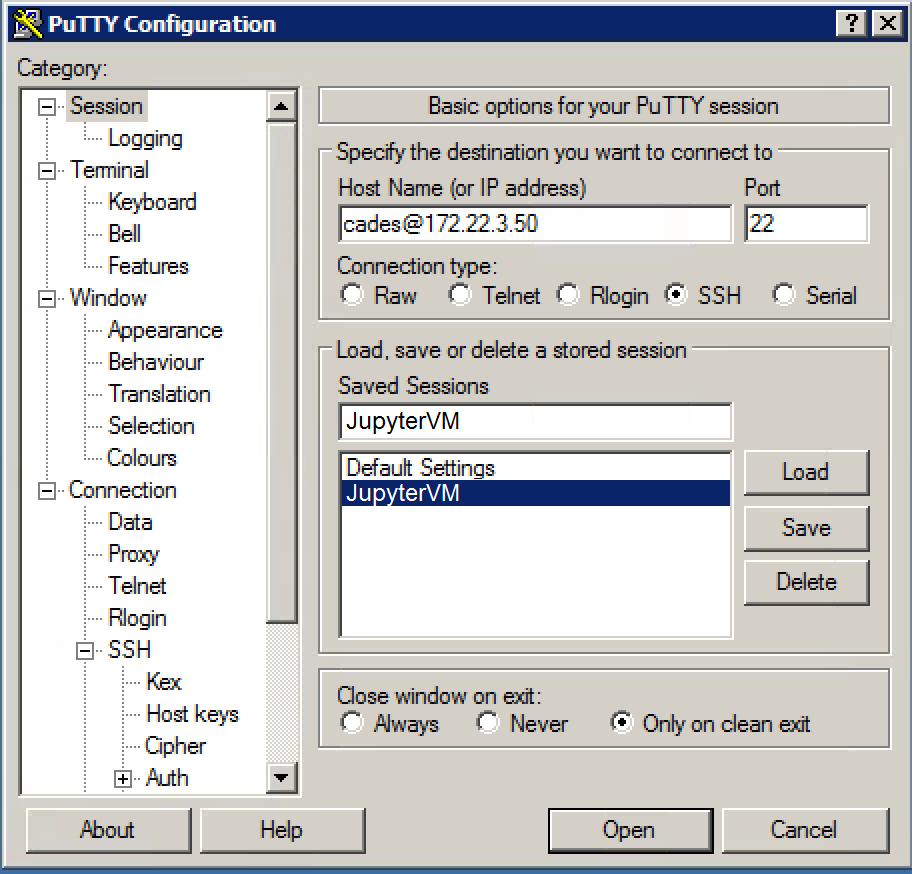 PuTTY Configuration
Category:
Session
Logging
Terminal
Keyboard
Bell
Features
Window
Appearance
Behaviour
Translation
Selection
Colours
Connection
Data
Proxy
Telnet
Rlogin
SSH
Kex
Host keys
Cipher
Auth
Basic options for your PuTTY session
Specify the destination you want to connect to
Host Name (or IP address) Port
cades@172.22.3.50 22
Connection type:
Raw Telnet Rlogin SSH Serial
Load, save or delete a stored session
Saved Sessions
JupyterVM
Default Settings
JupyterVM
Load
Save
Delete
Close window on exit:
Always Never Only on clean exit
About Help Open Cancel